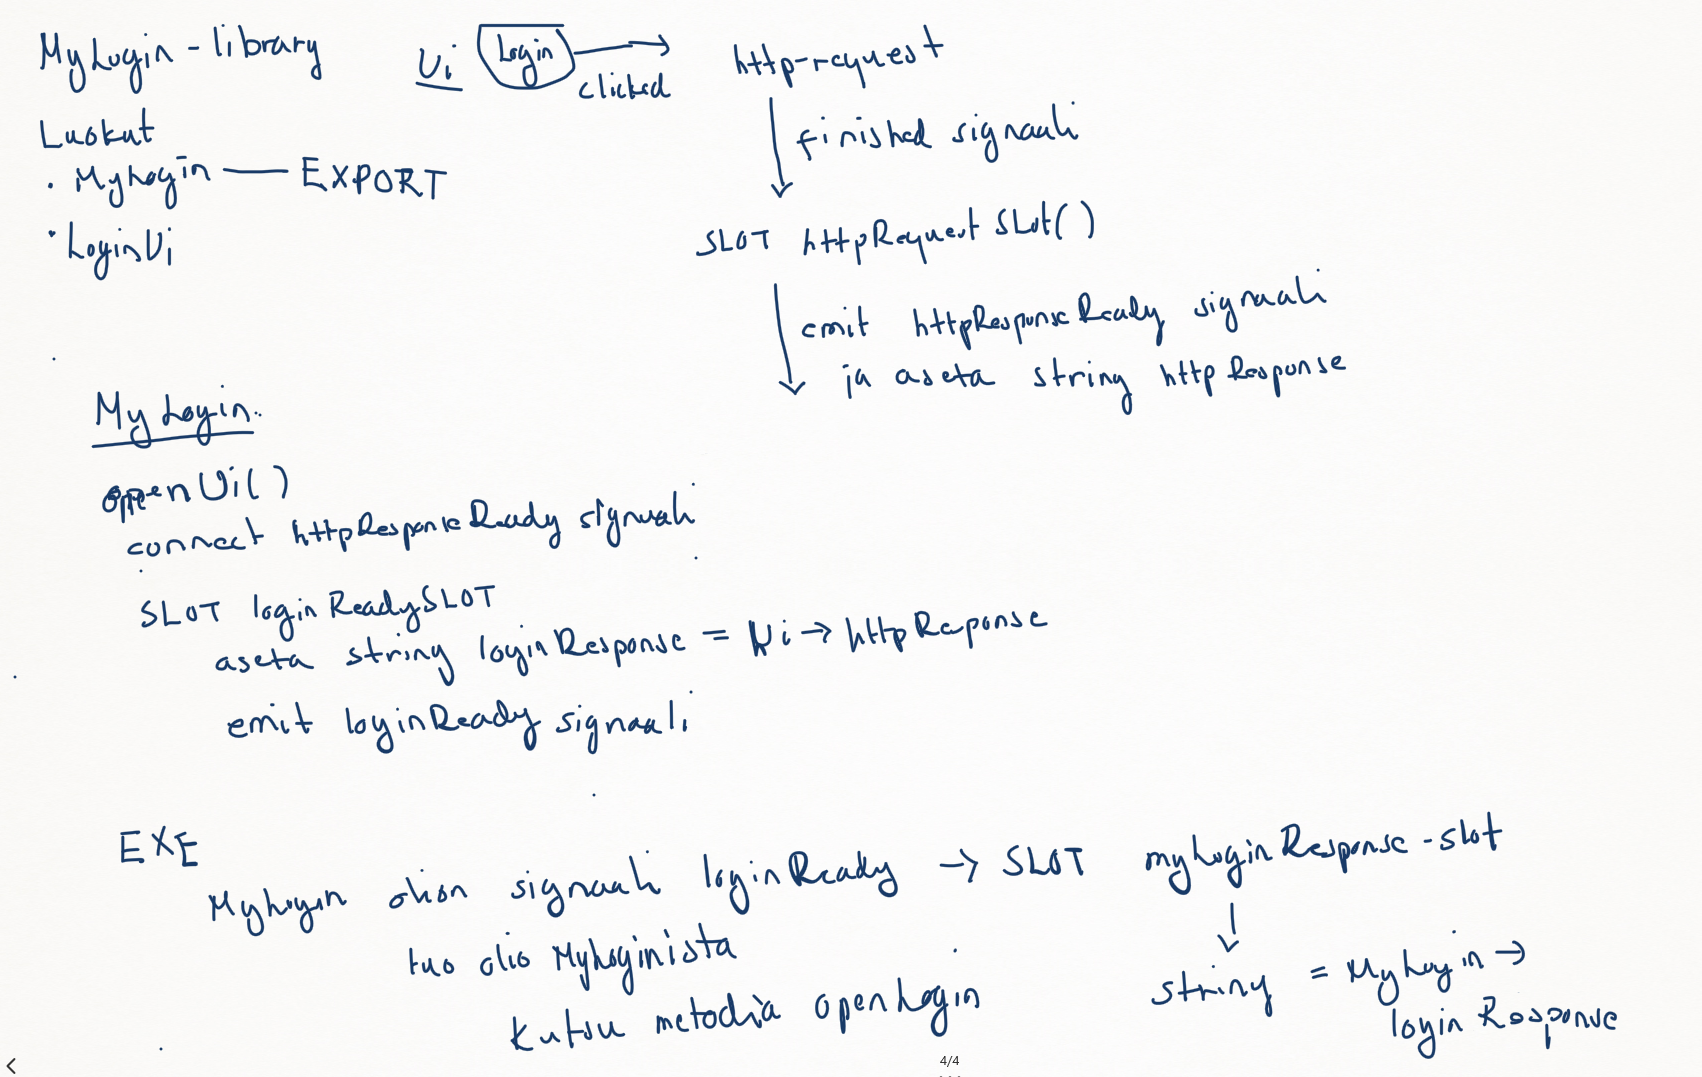 MyLogin - library
Luokut
• MyLogin — EXPORT
• LoginUi
Ui Login → clicked
http-request
finished signaali
SLOT httpRequestSlot()
emit httpResponseReady signaali
ja aseta string httpResponse
MyLogin
openUi()
connect httpResponseReady signaali
SLOT loginReadySLOT
aseta string loginResponse = Ui → httpReponse
emit loginReady signaali
EXE
MyLogin olion signaali loginReady → SLOT myLoginResponse-slot
tuo olio MyLoginista
kutsu metodia openLogin
string = MyLogin →
loginResponse
4/4